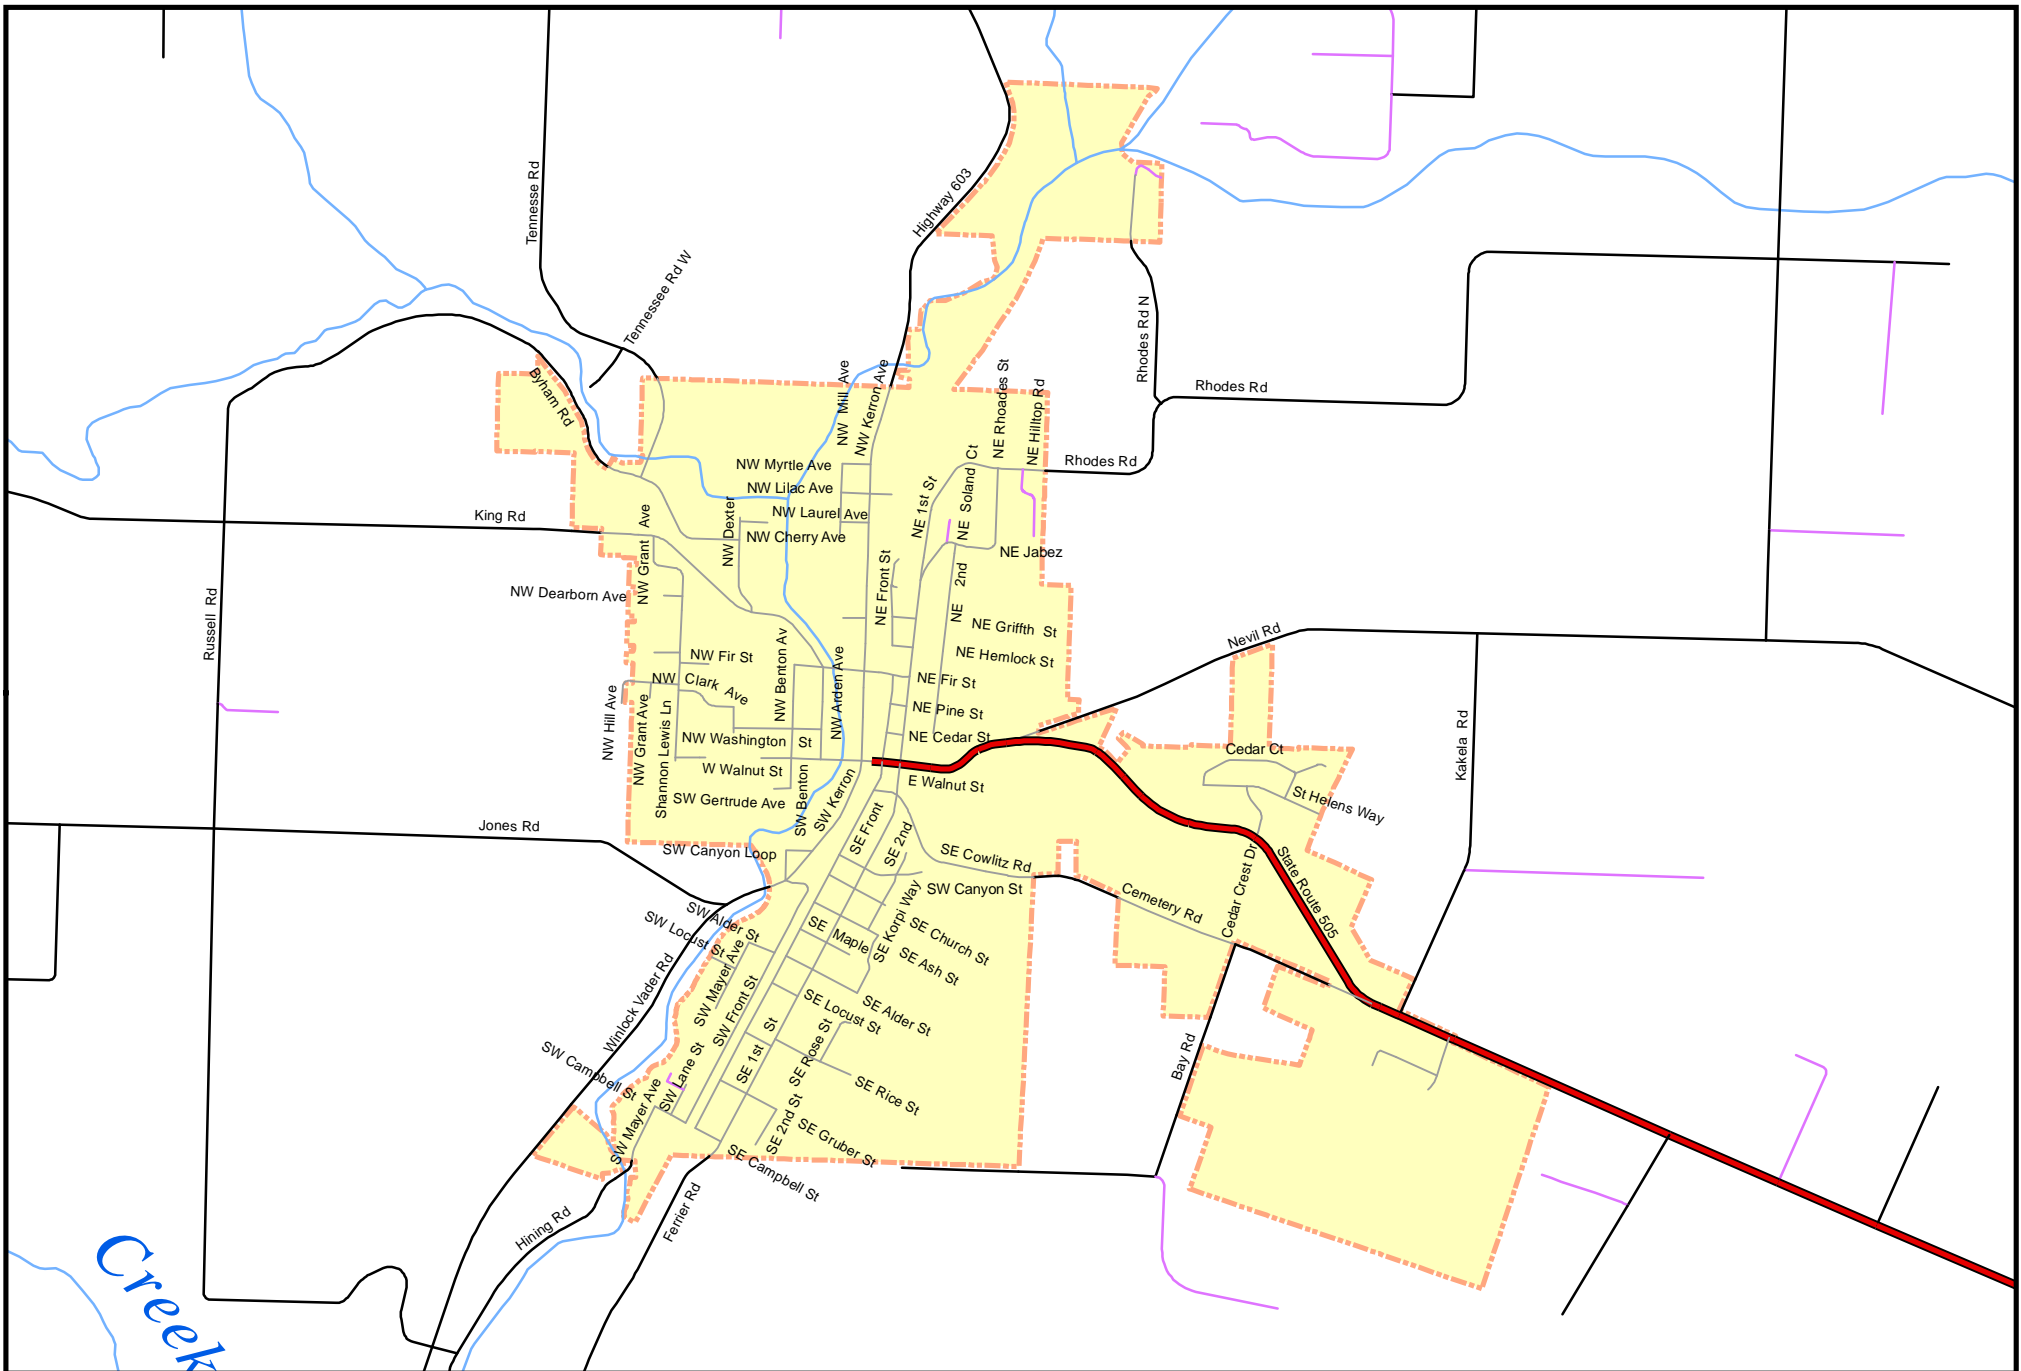 Highway 603
Tennesse Rd
Tennessee Rd W
Rhodes Rd N
Rhodes Rd
Byham Rd
NW Mill Ave
NW Kerron Ave
NE Rhoades St
NE Hilltop Rd
Rhodes Rd
NW Myrtle Ave
NW Lilac Ave
NW Laurel Ave
NW Cherry Ave
NW Dexter
NE 1st St
NE Soland Ct
NE Jabez
King Rd
NW Grant Ave
NW Dearborn Ave
Russell Rd
NE Front St
NE 2nd
NE Griffth St
NE Hemlock St
NE Fir St
NE Pine St
NE Cedar St
Nevil Rd
NW Fir St
NW Clark Ave
NW Benton Av
NW Arden Ave
NW Hill Ave
NW Grant Ave
Shannon Lewis Ln
NW Washington St
W Walnut St
E Walnut St
SW Gertrude Ave
SW Benton
SW Kerron
Cedar Ct
St Helens Way
Kakela Rd
Jones Rd
SW Canyon Loop
SE Front
SE 2nd
SE Cowlitz Rd
SW Canyon St
Cemetery Rd
Cedar Crest Dr
State Route 505
SW Alder St
SW Locust St
SW Mayer Ave
SE Maple
SE Korpi Way
SE Church St
SE Ash St
SE Alder St
SE Locust St
Winlock Vader Rd
SW Front St
SE 1st St
SE Rose St
SE Rice St
Bay Rd
SW Campbell St
SW Lane St
SW Mayer Ave
SE 2nd St
SE Gruber St
SE Campbell St
Hining Rd
Ferrier Rd
Creek